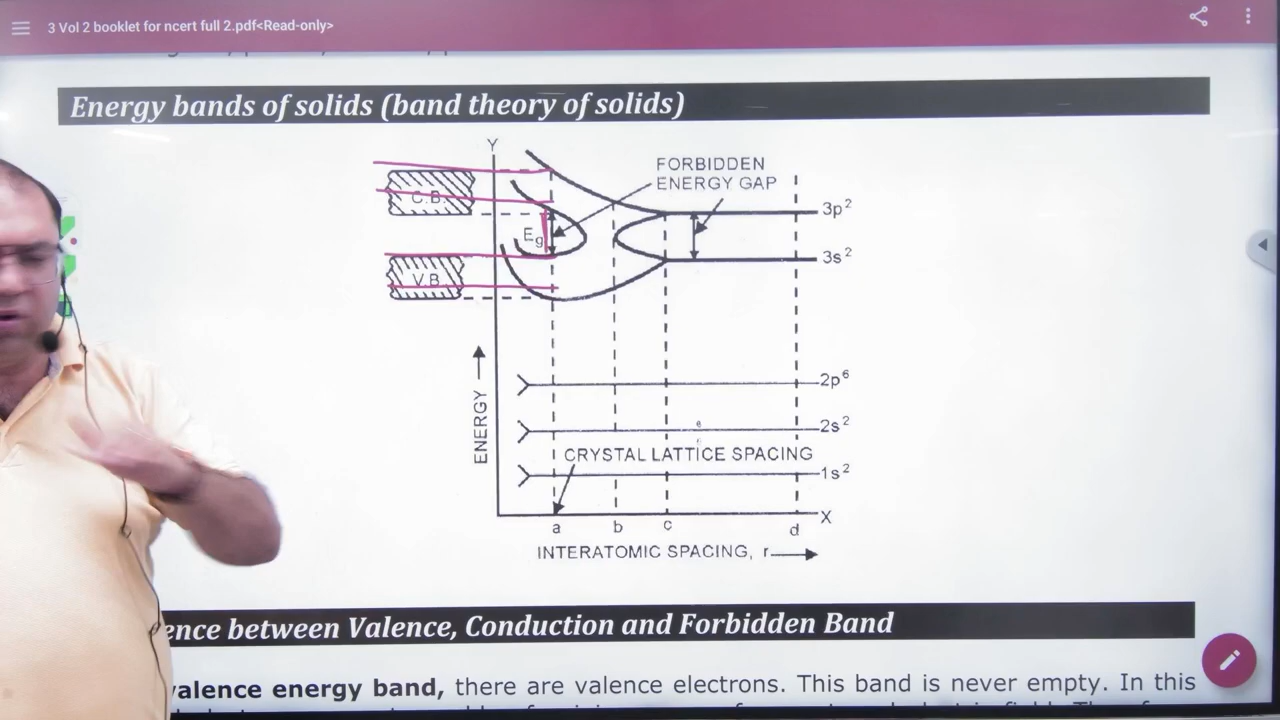 3 Vol 2 booklet for ncert full 2.pdf<Read-only>
Energy bands of solids (band theory of solids)
Y
FORBIDDEN
ENERGY GAP
C.B.
3p²
Eg
3s²
V.B
2p⁶
2s²
CRYSTAL LATTICE SPACING
1s²
ENERGY
X
a b c d
INTERATOMIC SPACING, r
ence between Valence, Conduction and Forbidden Band
valence energy band, there are valence electrons. This band is never empty. In this